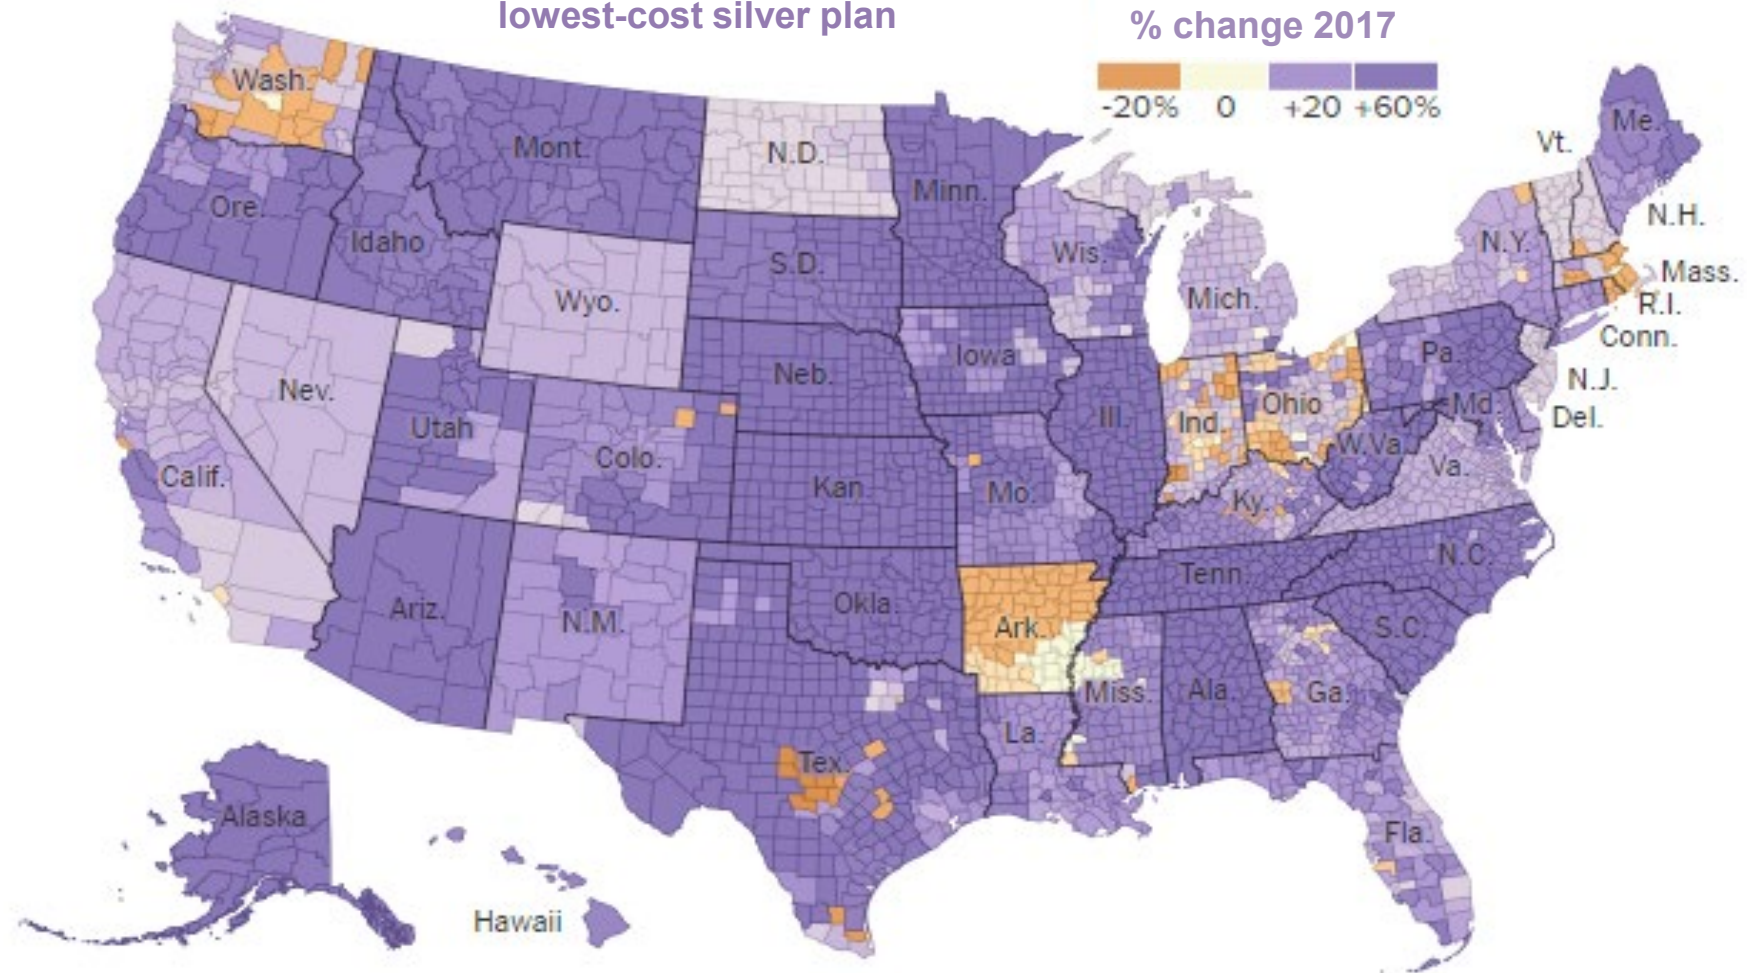 lowest-cost silver plan
% change 2017
-20% 0 +20 +60%
Wash.
Mont.
N.D.
Minn.
Me.
Vt.
Ore.
Idaho
S.D.
Wis.
N.Y.
N.H.
Wyo.
Mich.
Mass.
R.I.
Conn.
Nev.
Neb.
Iowa
Pa.
N.J.
Utah
Colo.
Ill.
Ind.
Ohio
Md.
Del.
Calif.
Kan.
Mo.
Ky.
W.Va.
Va.
Ariz.
N.M.
Okla.
Ark.
Tenn.
N.C.
S.C.
Miss.
Ala.
Ga.
Tex.
La.
Fla.
Alaska
Hawaii